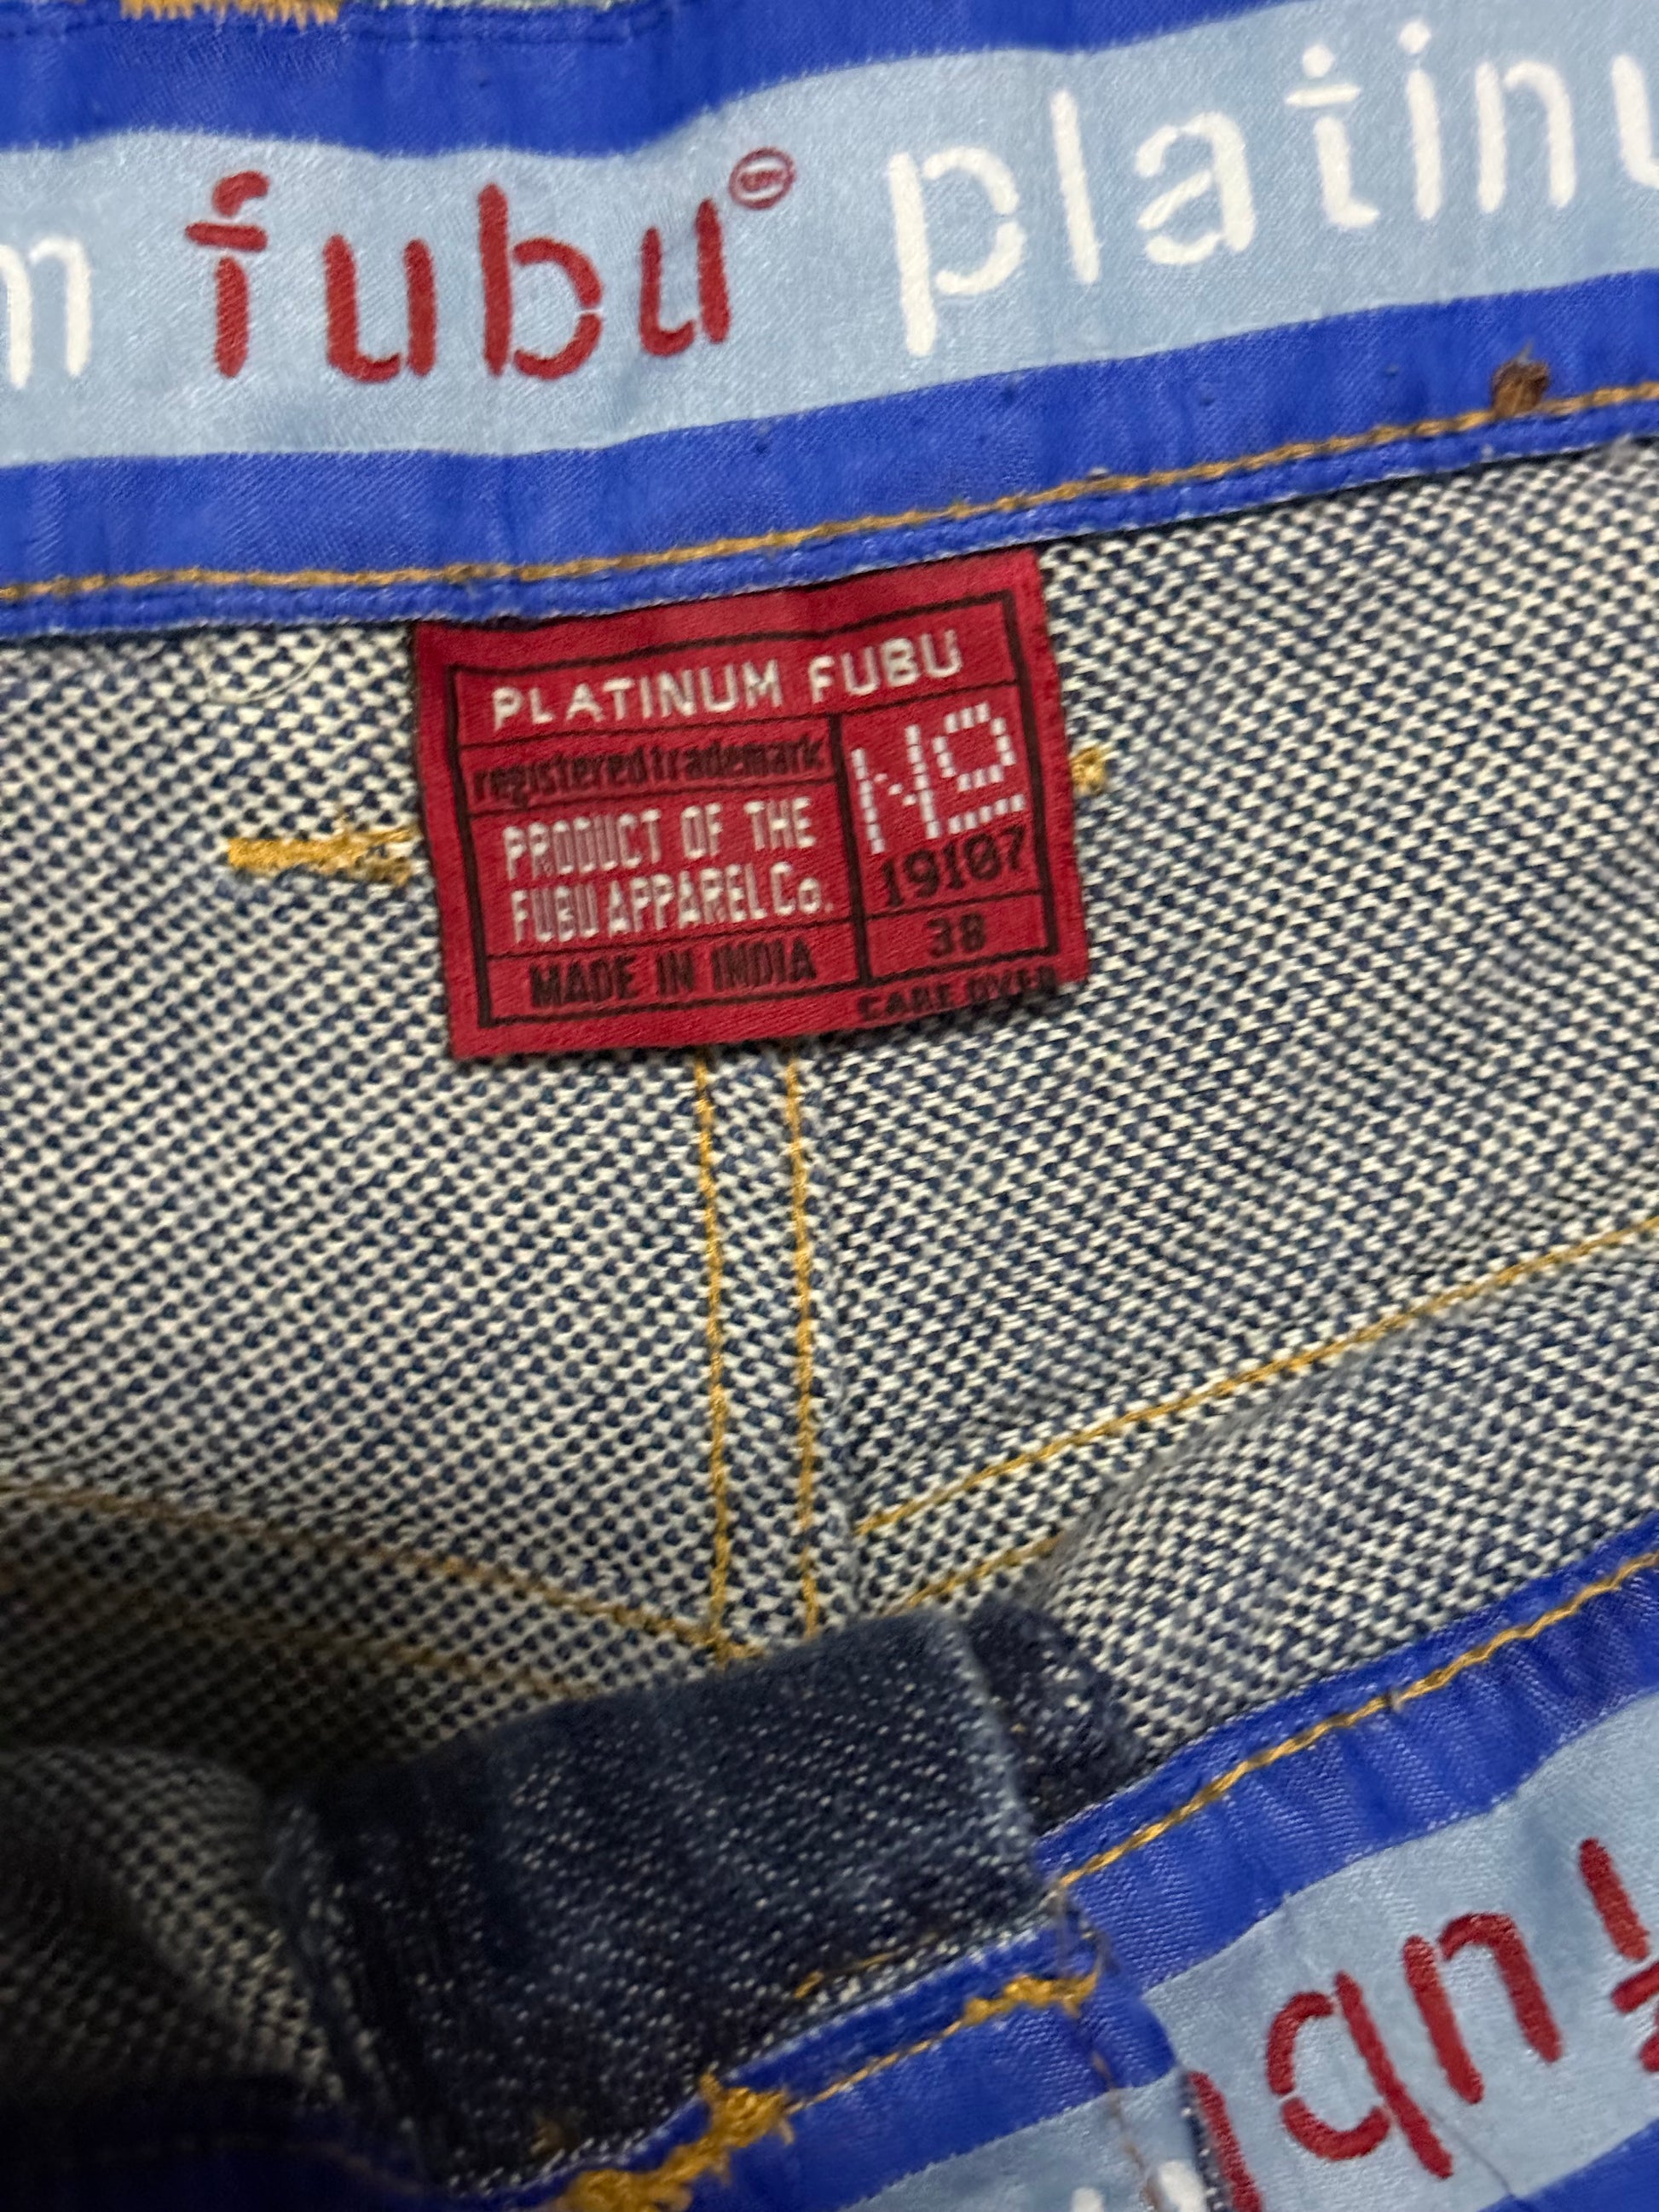 m fubu platinu
PLATINUM FUBU
registered trademark
PRODUCT OF THE
FUBU APPAREL Co.
MADE IN INDIA
Nº
19107
38
CARE OVER
fubu